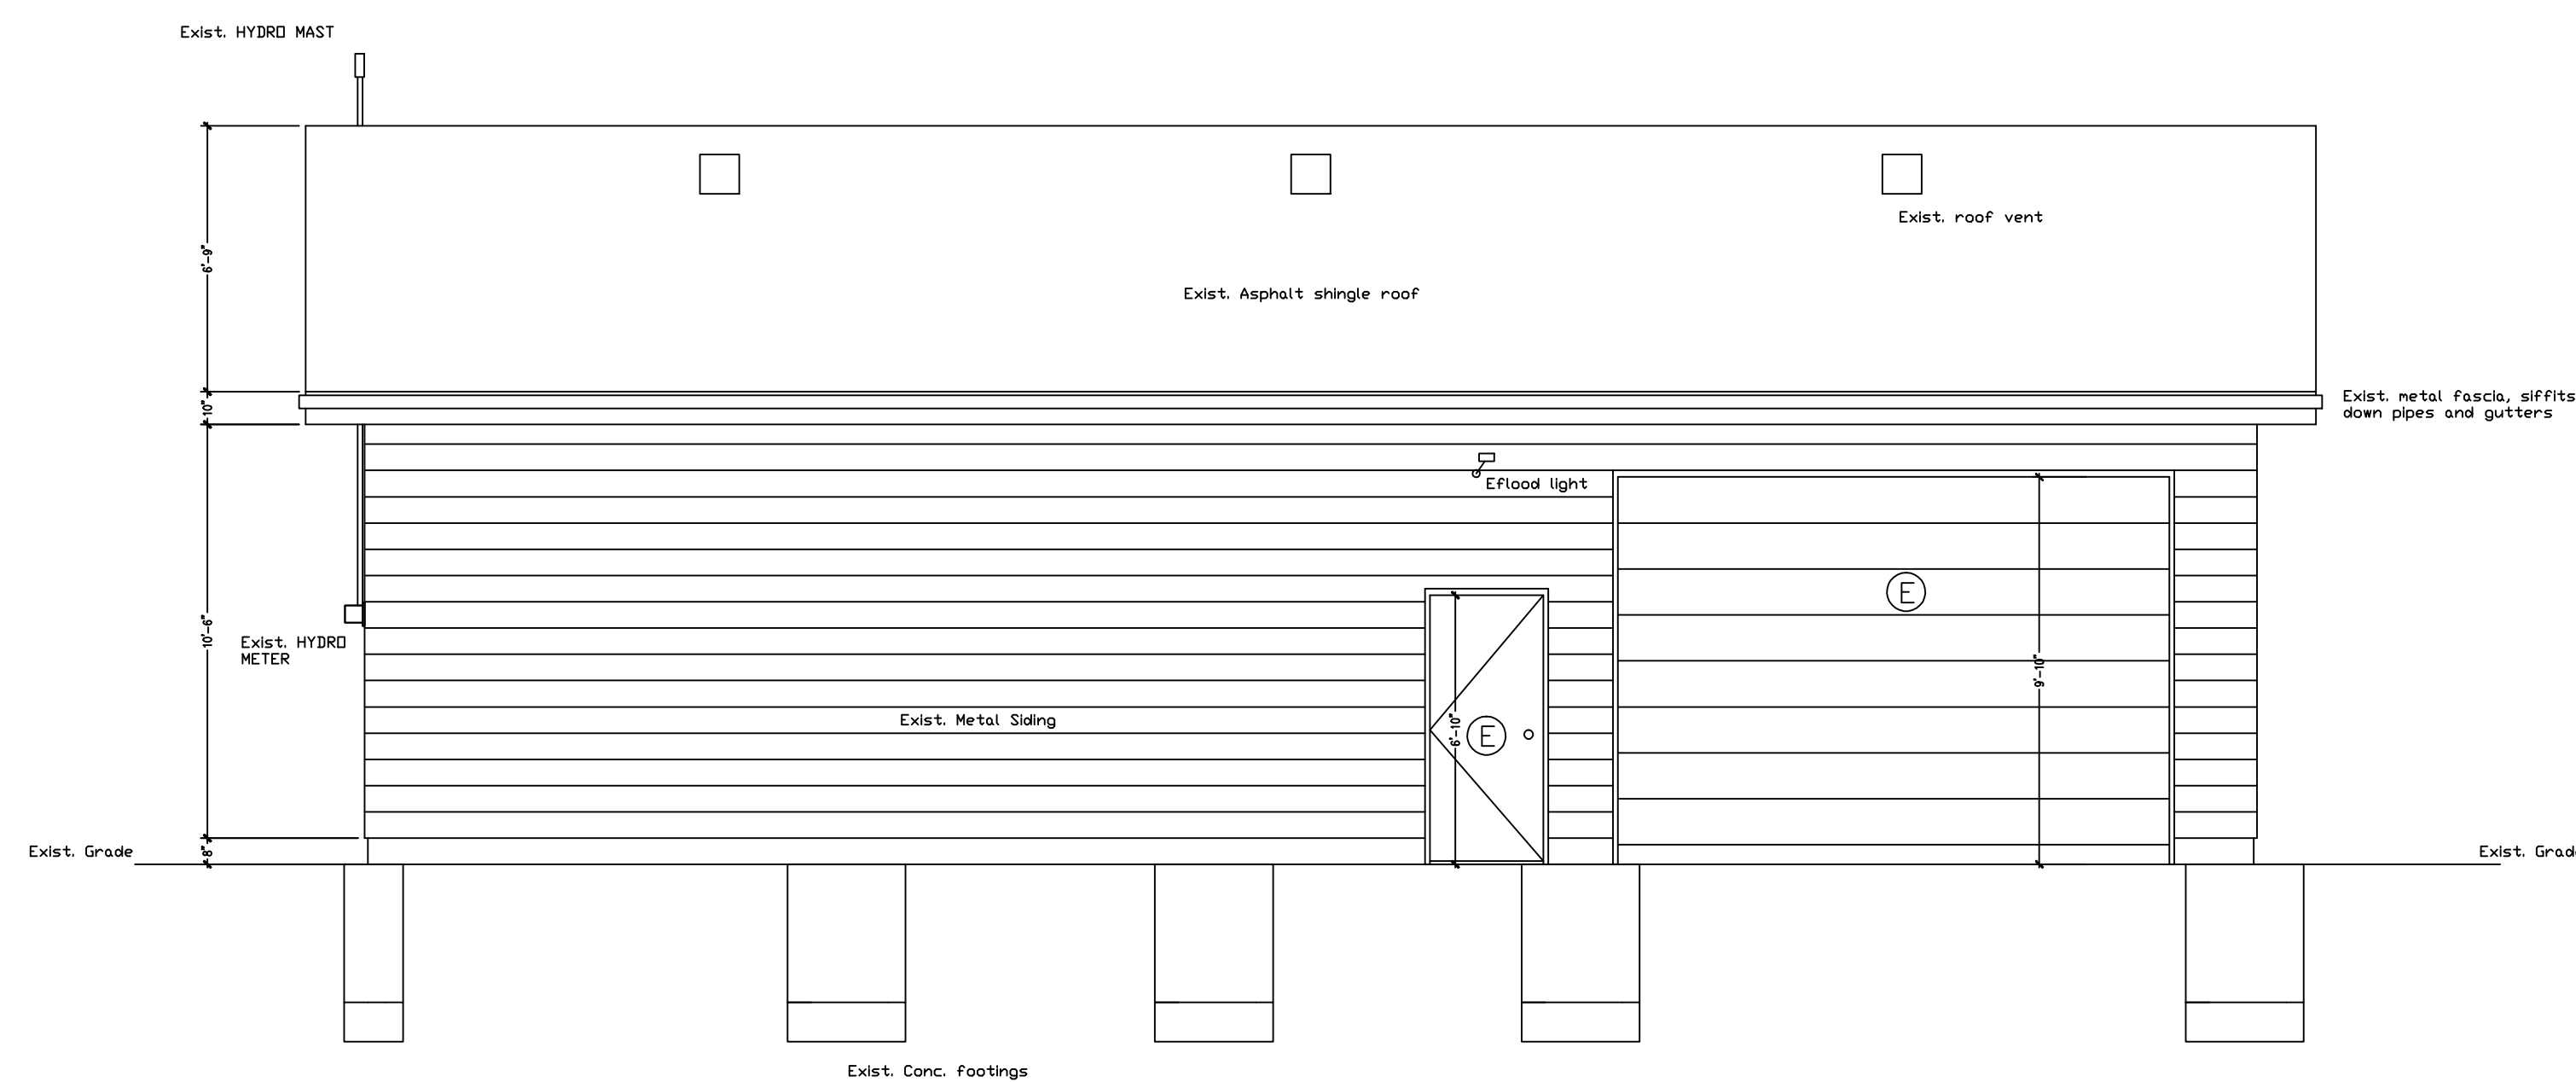 Exist. HYDRO MAST
Exist. roof vent
6'-9"
Exist. Asphalt shingle roof
10"
Exist. metal fascia, siffits
down pipes and gutters
Eflood light
E
10'-6"
Exist. HYDRO
METER
9'-10"
Exist. Metal Siding
6'-10"
E
Exist. Grade
8"
Exist. Grad
Exist. Conc. footings